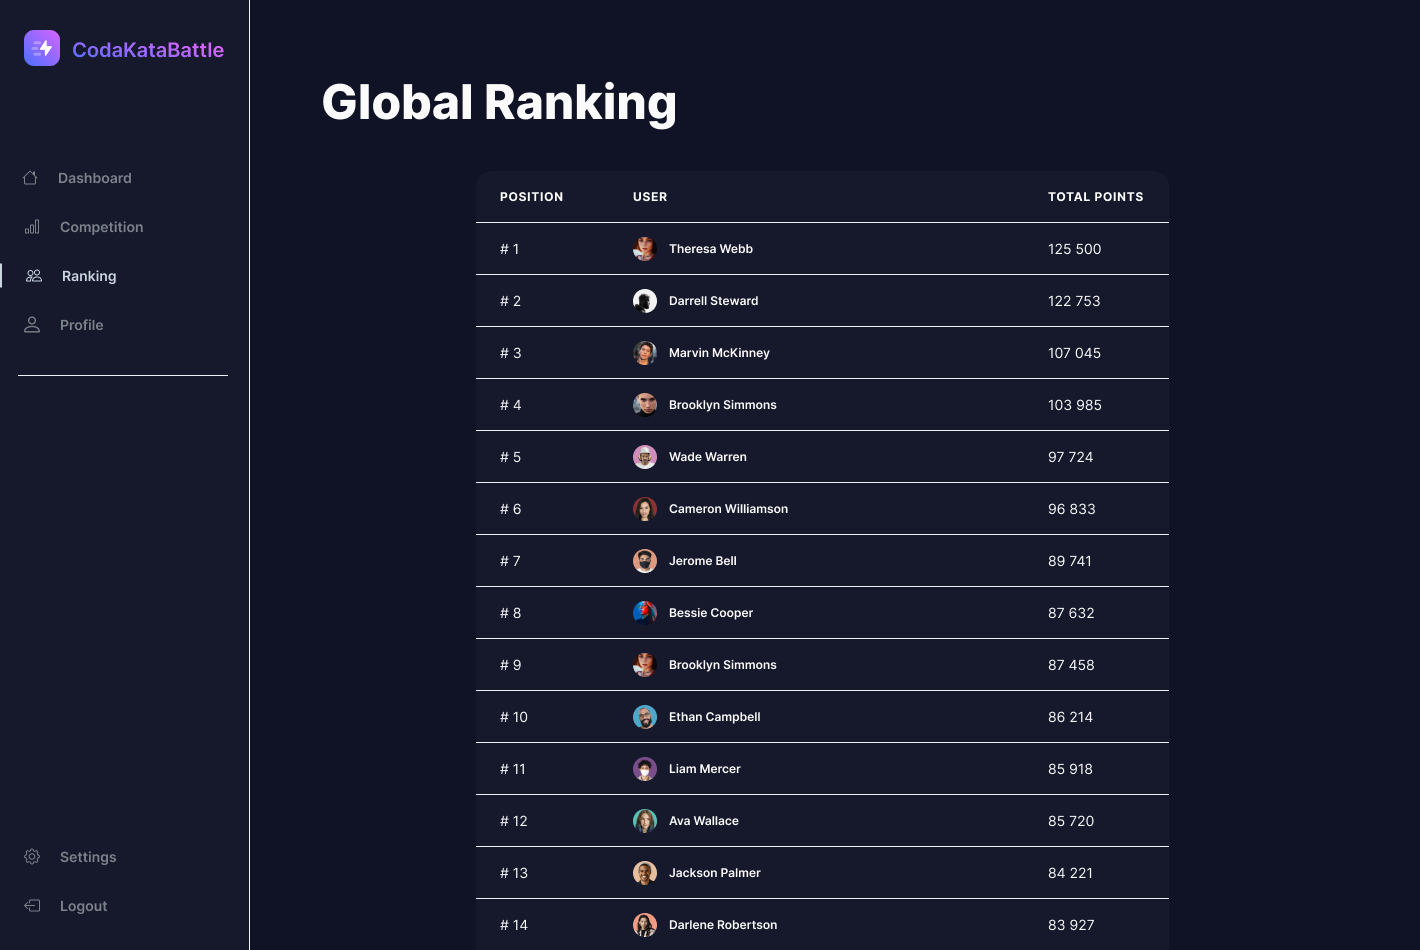 CodaKataBattle
Dashboard
Competition
Ranking
Profile
Settings
Logout
Global Ranking
POSITION USER TOTAL POINTS
# 1 Theresa Webb 125 500
# 2 Darrell Steward 122 753
# 3 Marvin McKinney 107 045
# 4 Brooklyn Simmons 103 985
# 5 Wade Warren 97 724
# 6 Cameron Williamson 96 833
# 7 Jerome Bell 89 741
# 8 Bessie Cooper 87 632
# 9 Brooklyn Simmons 87 458
# 10 Ethan Campbell 86 214
# 11 Liam Mercer 85 918
# 12 Ava Wallace 85 720
# 13 Jackson Palmer 84 221
# 14 Darlene Robertson 83 927